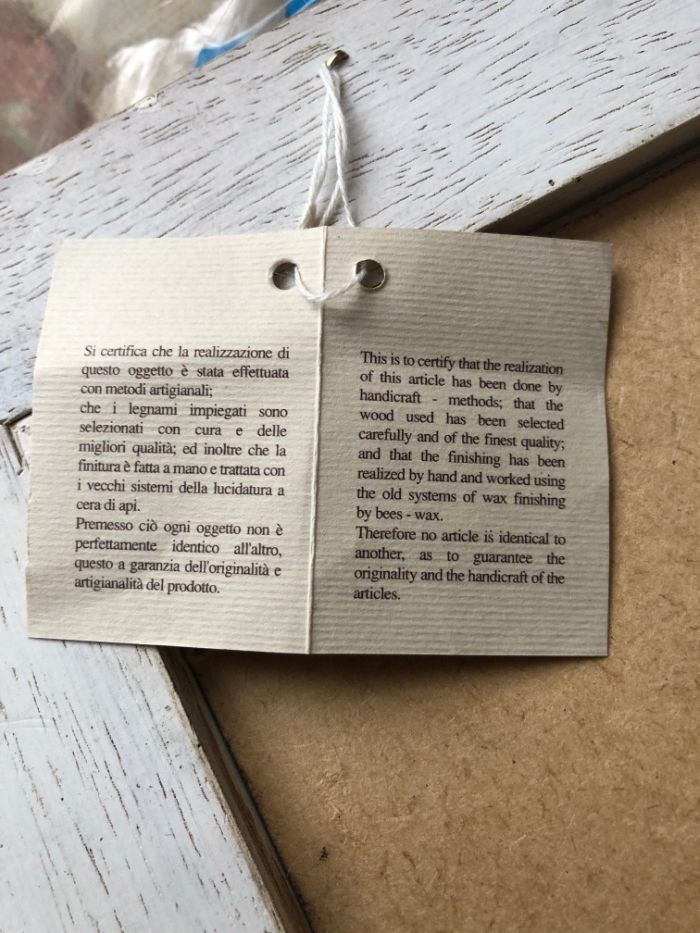 Si certifica che la realizzazione di
questo oggetto è stata effettuata
con metodi artigianali;
che i legnami impiegati sono
selezionati con cura e delle
migliori qualità; ed inoltre che la
finitura è fatta a mano e trattata con
i vecchi sistemi della lucidatura a
cera di api.
Premesso ciò ogni oggetto non è
perfettamente identico all'altro,
questo a garanzia dell'originalità e
artigianalità del prodotto.
This is to certify that the realization
of this article has been done by
handicraft - methods; that the
wood used has been selected
carefully and of the finest quality;
and that the finishing has been
realized by hand and worked using
the old systems of wax finishing
by bees - wax.
Therefore no article is identical to
another, as to guarantee the
originality and the handicraft of the
articles.